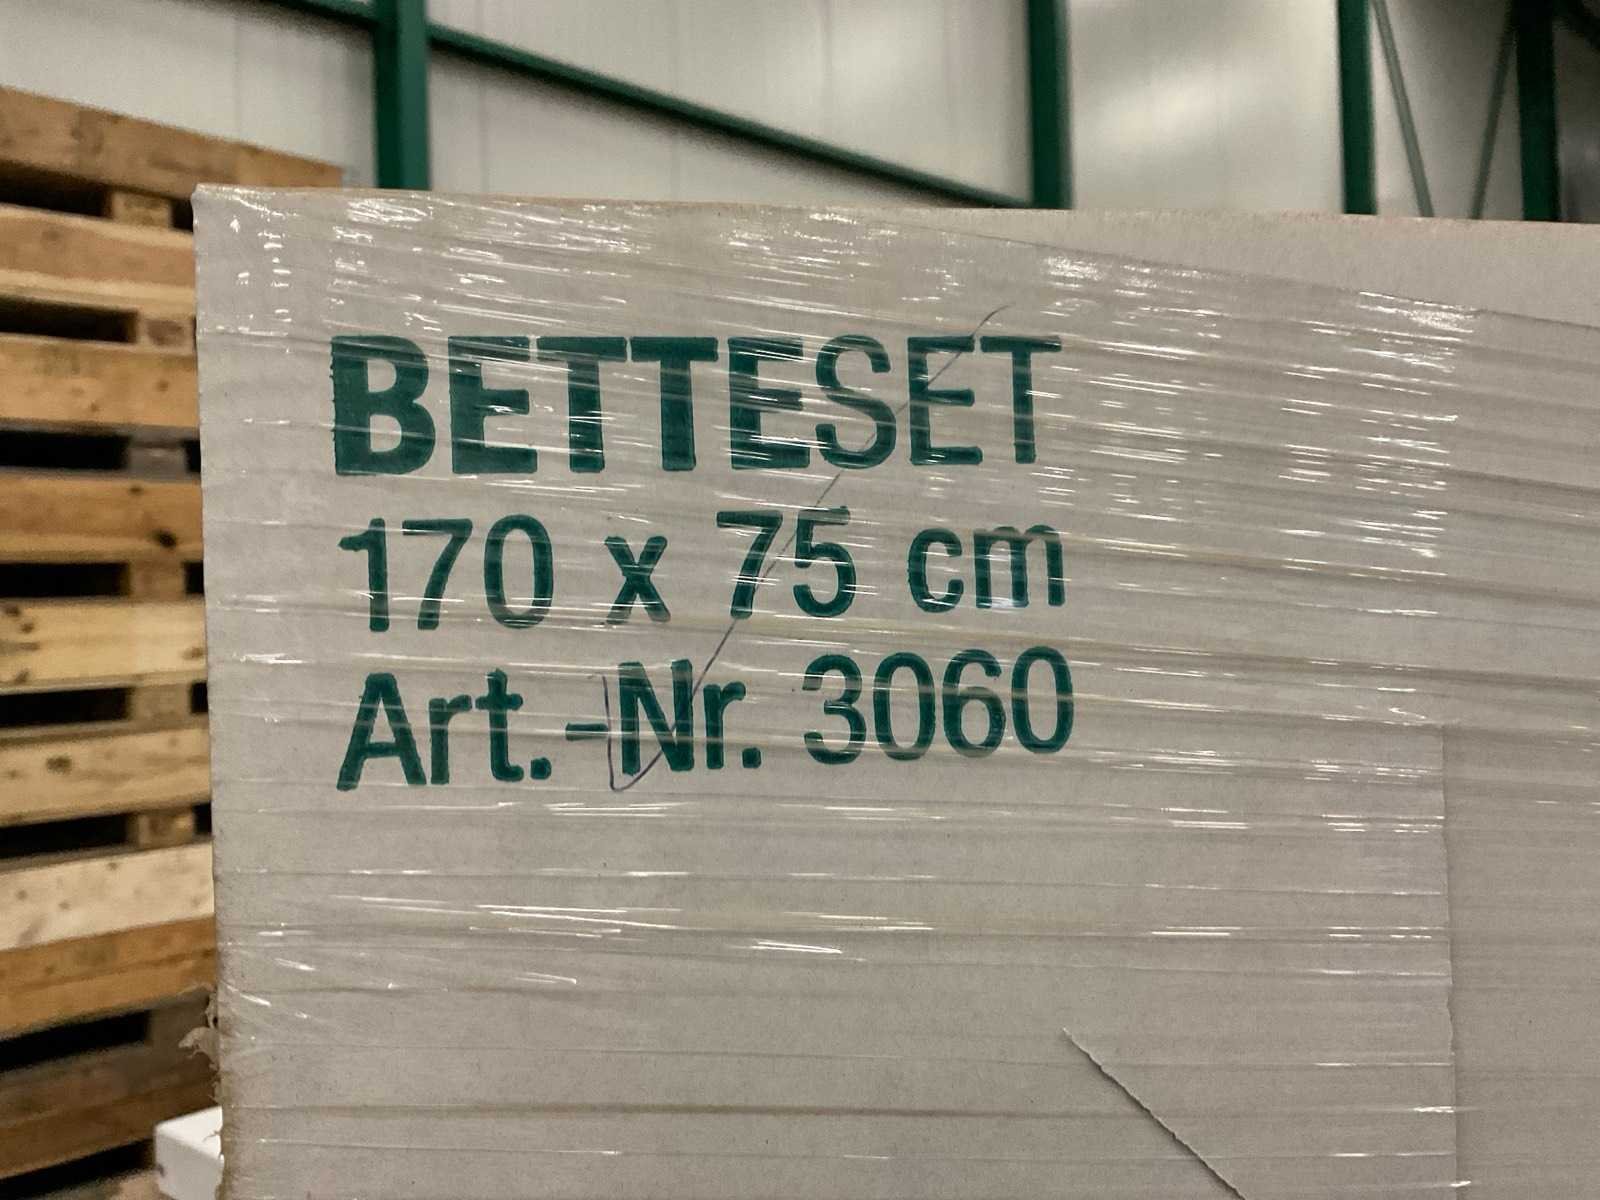 BETTESET
170 x 75 cm
Art.-Nr. 3060